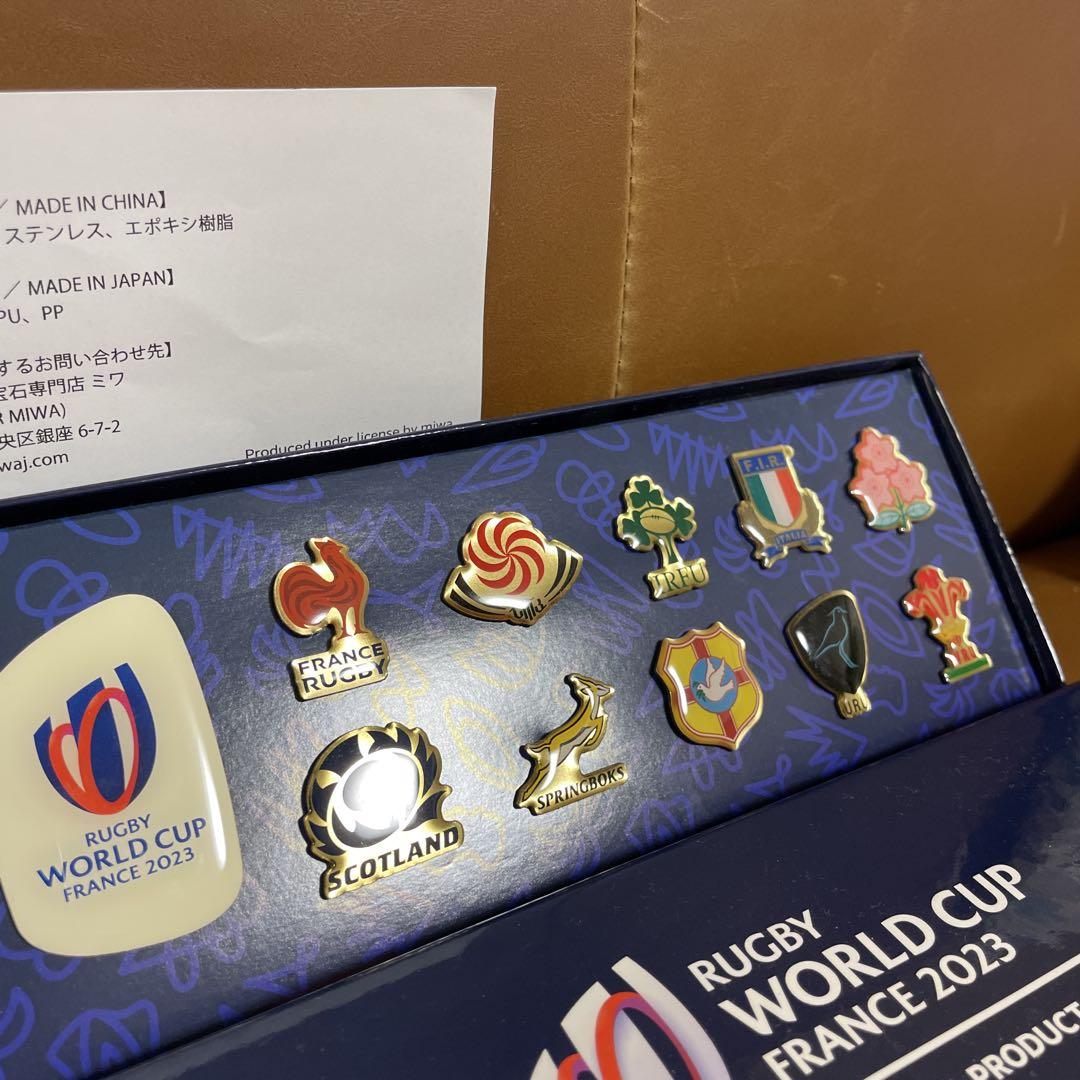 ／ MADE IN CHINA】
ステンレス、エポキシ樹脂
／ MADE IN JAPAN】
PU、PP
するお問い合わせ先】
宝石専門店 ミワ
R MIWA)
央区銀座 6-7-2
waj.com
Produced under license by miwa
FRANCE
RUGBY
IRFU
F.I.R.
ITALIA
SCOTLAND
SPRINGBOKS
URU
RUGBY
WORLD CUP
FRANCE 2023
RUGBY
WORLD CUP
FRANCE 2023
PRODUCT